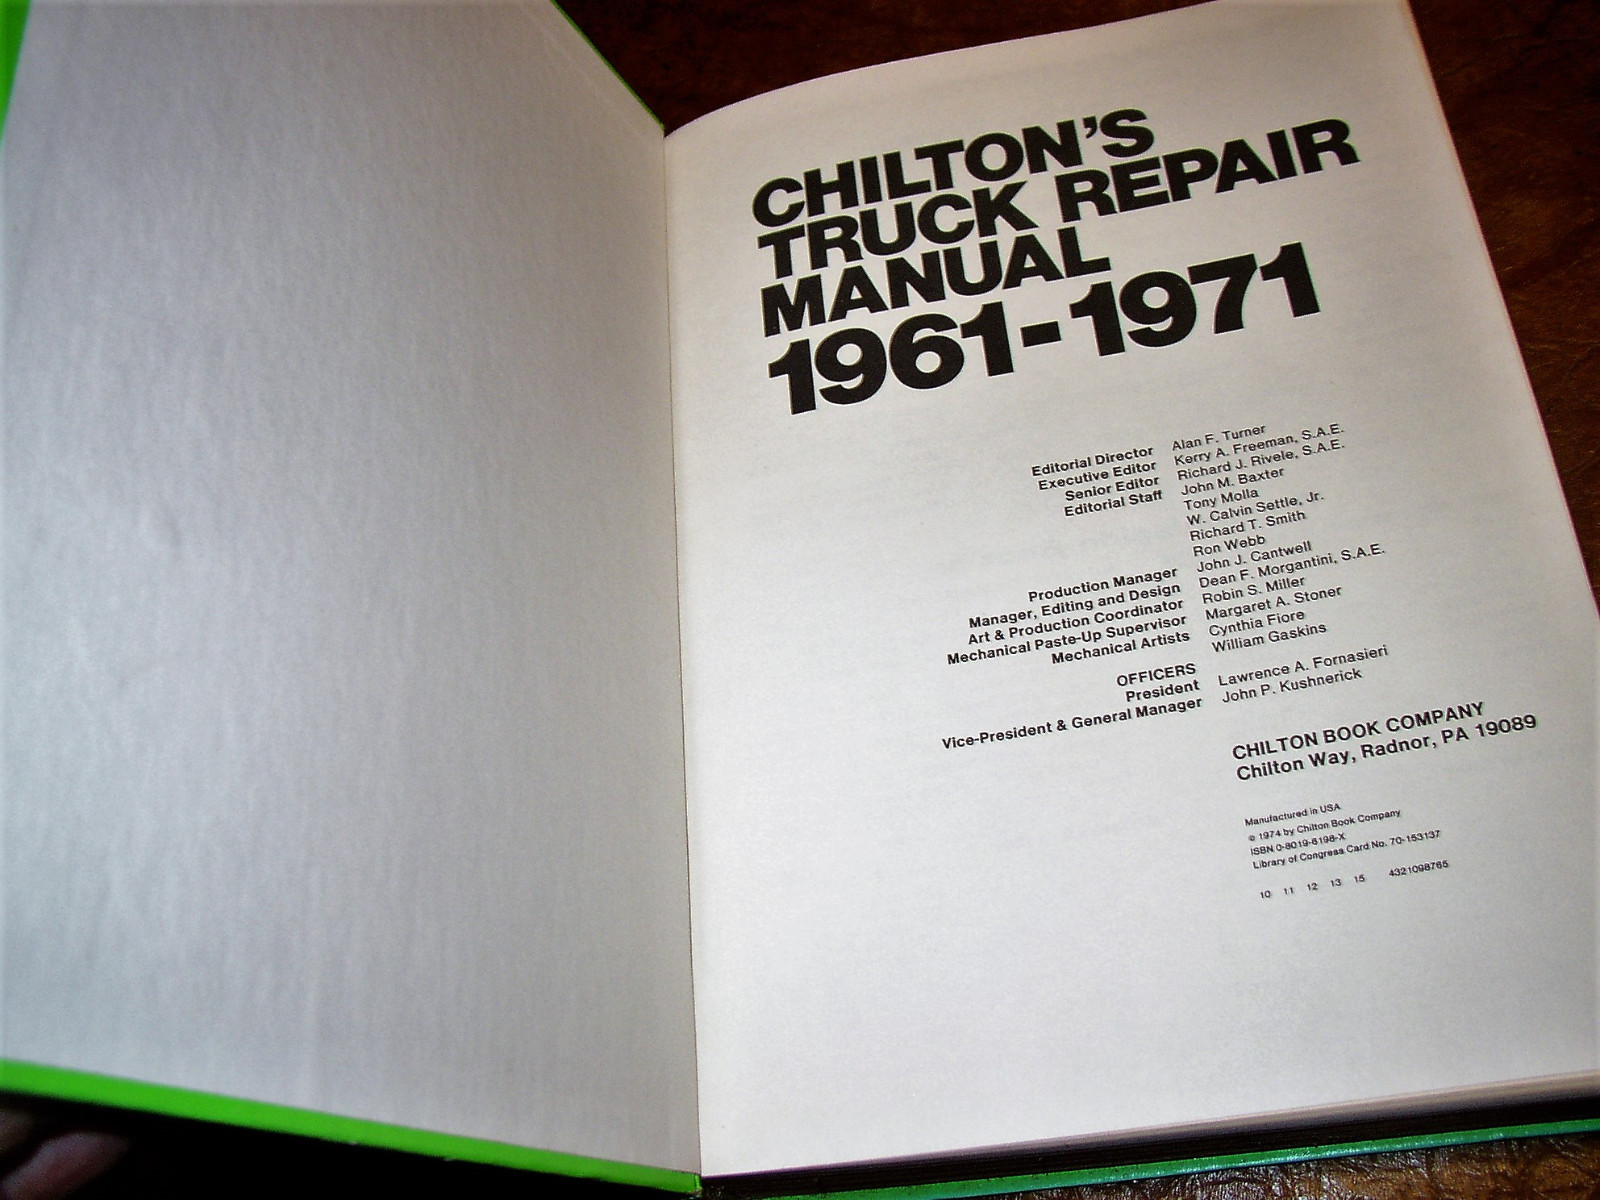 CHILTON'S
TRUCK REPAIR
MANUAL
1961-1971
Editorial Director Alan F. Turner
Executive Editor Kerry A. Freeman, S.A.E.
Senior Editor Richard J. Rivele, S.A.E.
Editorial Staff John M. Baxter
Tony Molla
W. Calvin Settle, Jr.
Richard T. Smith
Ron Webb
Production Manager John J. Cantwell
Manager, Editing and Design Dean F. Morgantini, S.A.E.
Art & Production Coordinator Robin S. Miller
Mechanical Paste-Up Supervisor Margaret A. Stoner
Mechanical Artists Cynthia Fiore
William Gaskins
OFFICERS
President Lawrence A. Fornasieri
Vice-President & General Manager John P. Kushnerick
CHILTON BOOK COMPANY
Chilton Way, Radnor, PA 19089
Manufactured in USA
© 1974 by Chilton Book Company
ISBN 0-8019-6198-X
Library of Congress Card No. 70-153137
10 11 12 13 15 4321098765